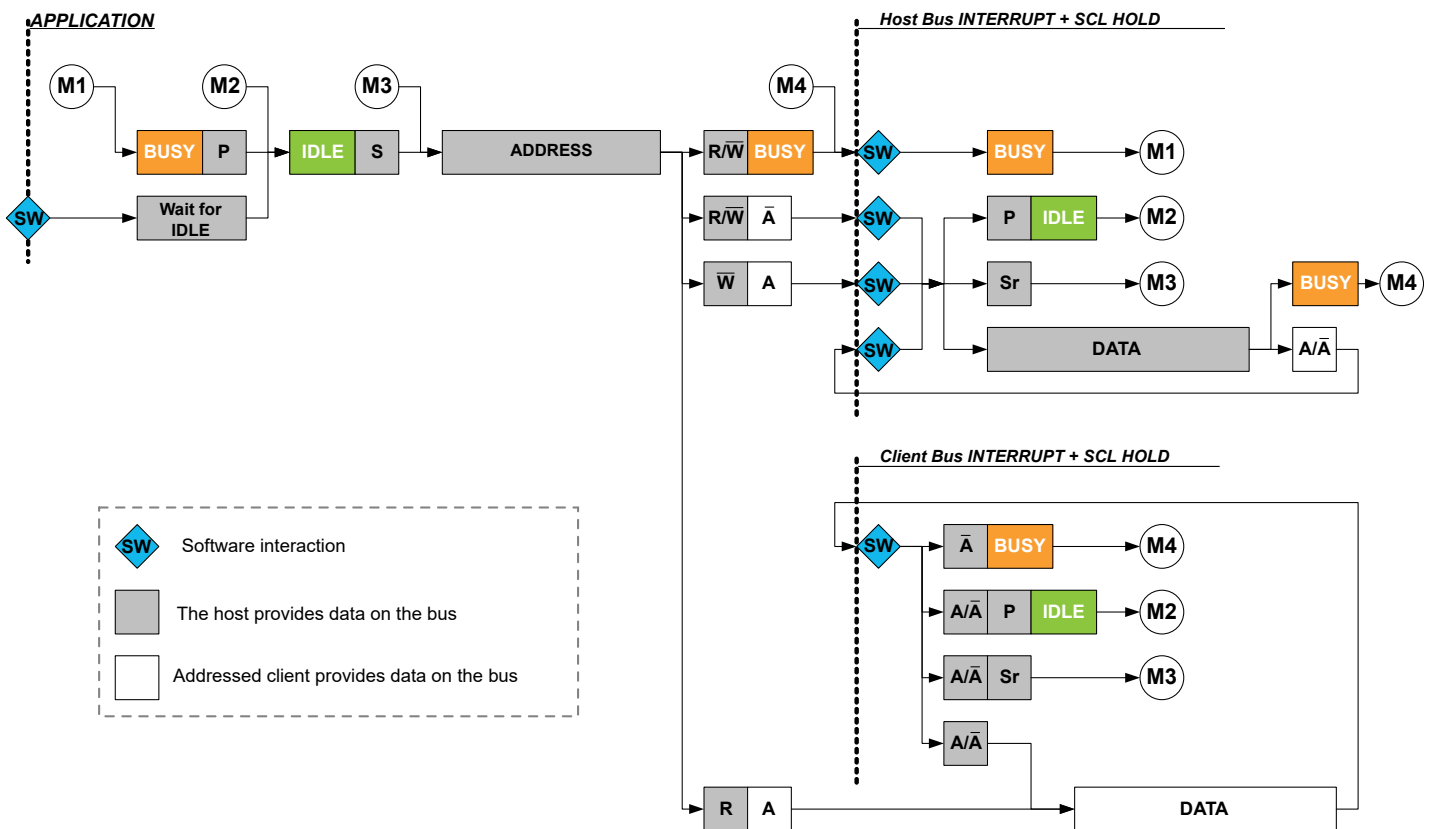 APPLICATION
Host Bus INTERRUPT + SCL HOLD
M1
M2
M3
M4
BUSY P
IDLE S
ADDRESS
R/W̅ BUSY
SW
BUSY
M1
SW
Wait for
IDLE
R/W̅ A̅
SW
P IDLE
M2
W̅ A
SW
Sr
M3
BUSY
M4
SW
DATA
A/A̅
Client Bus INTERRUPT + SCL HOLD
SW
A̅ BUSY
M4
A/A̅ P IDLE
M2
A/A̅ Sr
M3
A/A̅
R A
DATA
SW Software interaction
The host provides data on the bus
Addressed client provides data on the bus